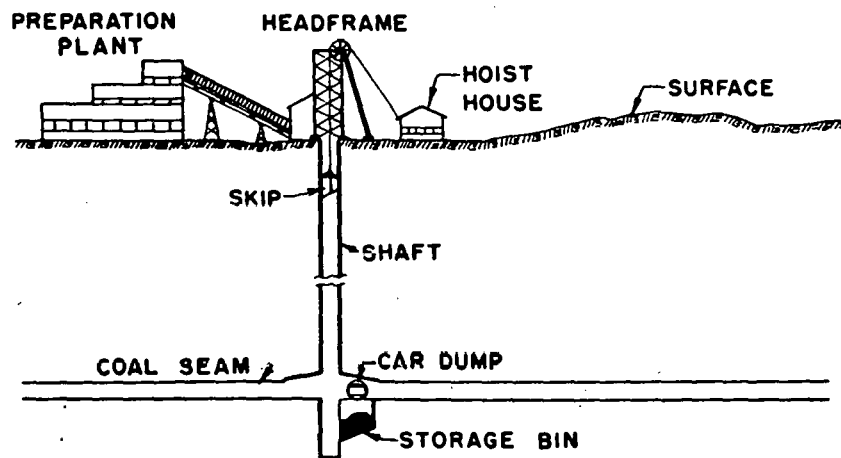 PREPARATION
PLANT
HEADFRAME
HOIST
HOUSE
SURFACE
SKIP
SHAFT
COAL SEAM
CAR DUMP
STORAGE BIN